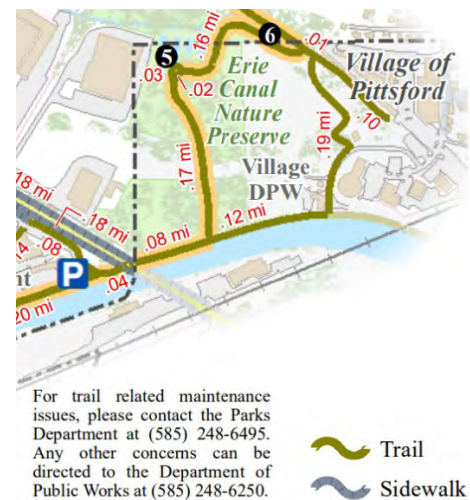 5
6
.16 mi
.01
.03
.02
Erie
Canal
Nature
Preserve
Village of
Pittsford
.10
.19 mi
.17 mi
Village
DPW
.12 mi
18 mi
.18 mi
.08 mi
.08
14
P
.04
nt
20 mi
For trail related maintenance
issues, please contact the Parks
Department at (585) 248-6495.
Any other concerns can be
directed to the Department of
Public Works at (585) 248-6250.
Trail
Sidewalk